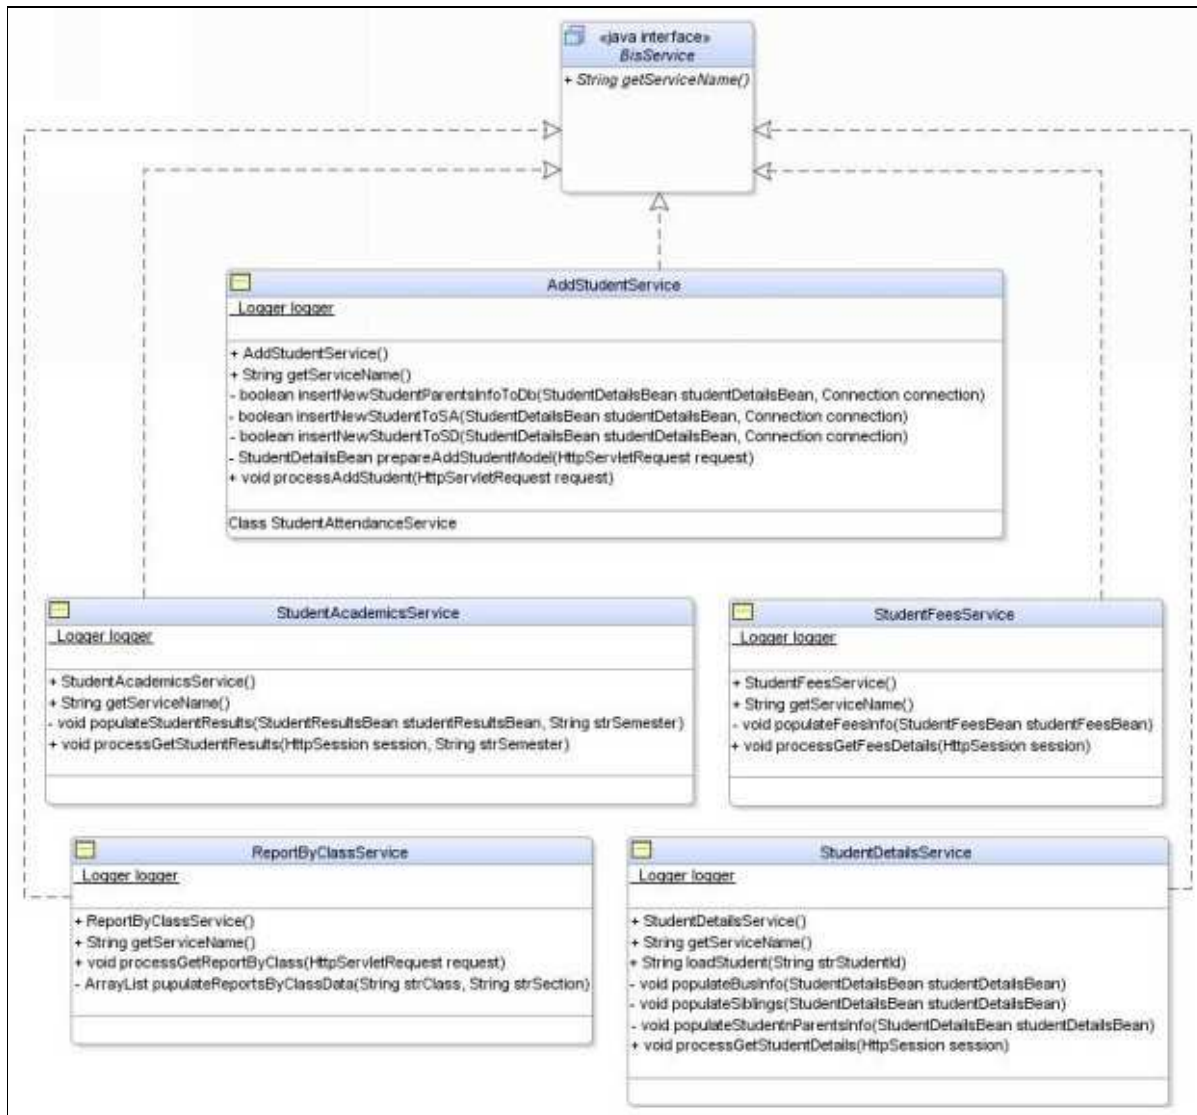 «java interface»
BisService
+ String getServiceName()
AddStudentService
_Logger logger
+ AddStudentService()
+ String getServiceName()
- boolean insertNewStudentParentsInfoToDb(StudentDetailsBean studentDetailsBean, Connection connection)
- boolean insertNewStudentToSA(StudentDetailsBean studentDetailsBean, Connection connection)
- boolean insertNewStudentToSD(StudentDetailsBean studentDetailsBean, Connection connection)
- StudentDetailsBean prepareAddStudentModel(HttpServletRequest request)
+ void processAddStudent(HttpServletRequest request)
Class StudentAttendanceService
StudentAcademicsService
_Logger logger
+ StudentAcademicsService()
+ String getServiceName()
- void populateStudentResults(StudentResultsBean studentResultsBean, String strSemester)
+ void processGetStudentResults(HttpSession session, String strSemester)
StudentFeesService
_Logger logger
+ StudentFeesService()
+ String getServiceName()
- void populateFeesInfo(StudentFeesBean studentFeesBean)
+ void processGetFeesDetails(HttpSession session)
ReportByClassService
_Logger logger
+ ReportByClassService()
+ String getServiceName()
+ void processGetReportByClass(HttpServletRequest request)
- ArrayList pupulateReportsByClassData(String strClass, String strSection)
StudentDetailsService
_Logger logger
+ StudentDetailsService()
+ String getServiceName()
+ String loadStudent(String strStudentId)
- void populateBusInfo(StudentDetailsBean studentDetailsBean)
- void populateSiblings(StudentDetailsBean studentDetailsBean)
- void populateStudentnParentsInfo(StudentDetailsBean studentDetailsBean)
+ void processGetStudentDetails(HttpSession session)